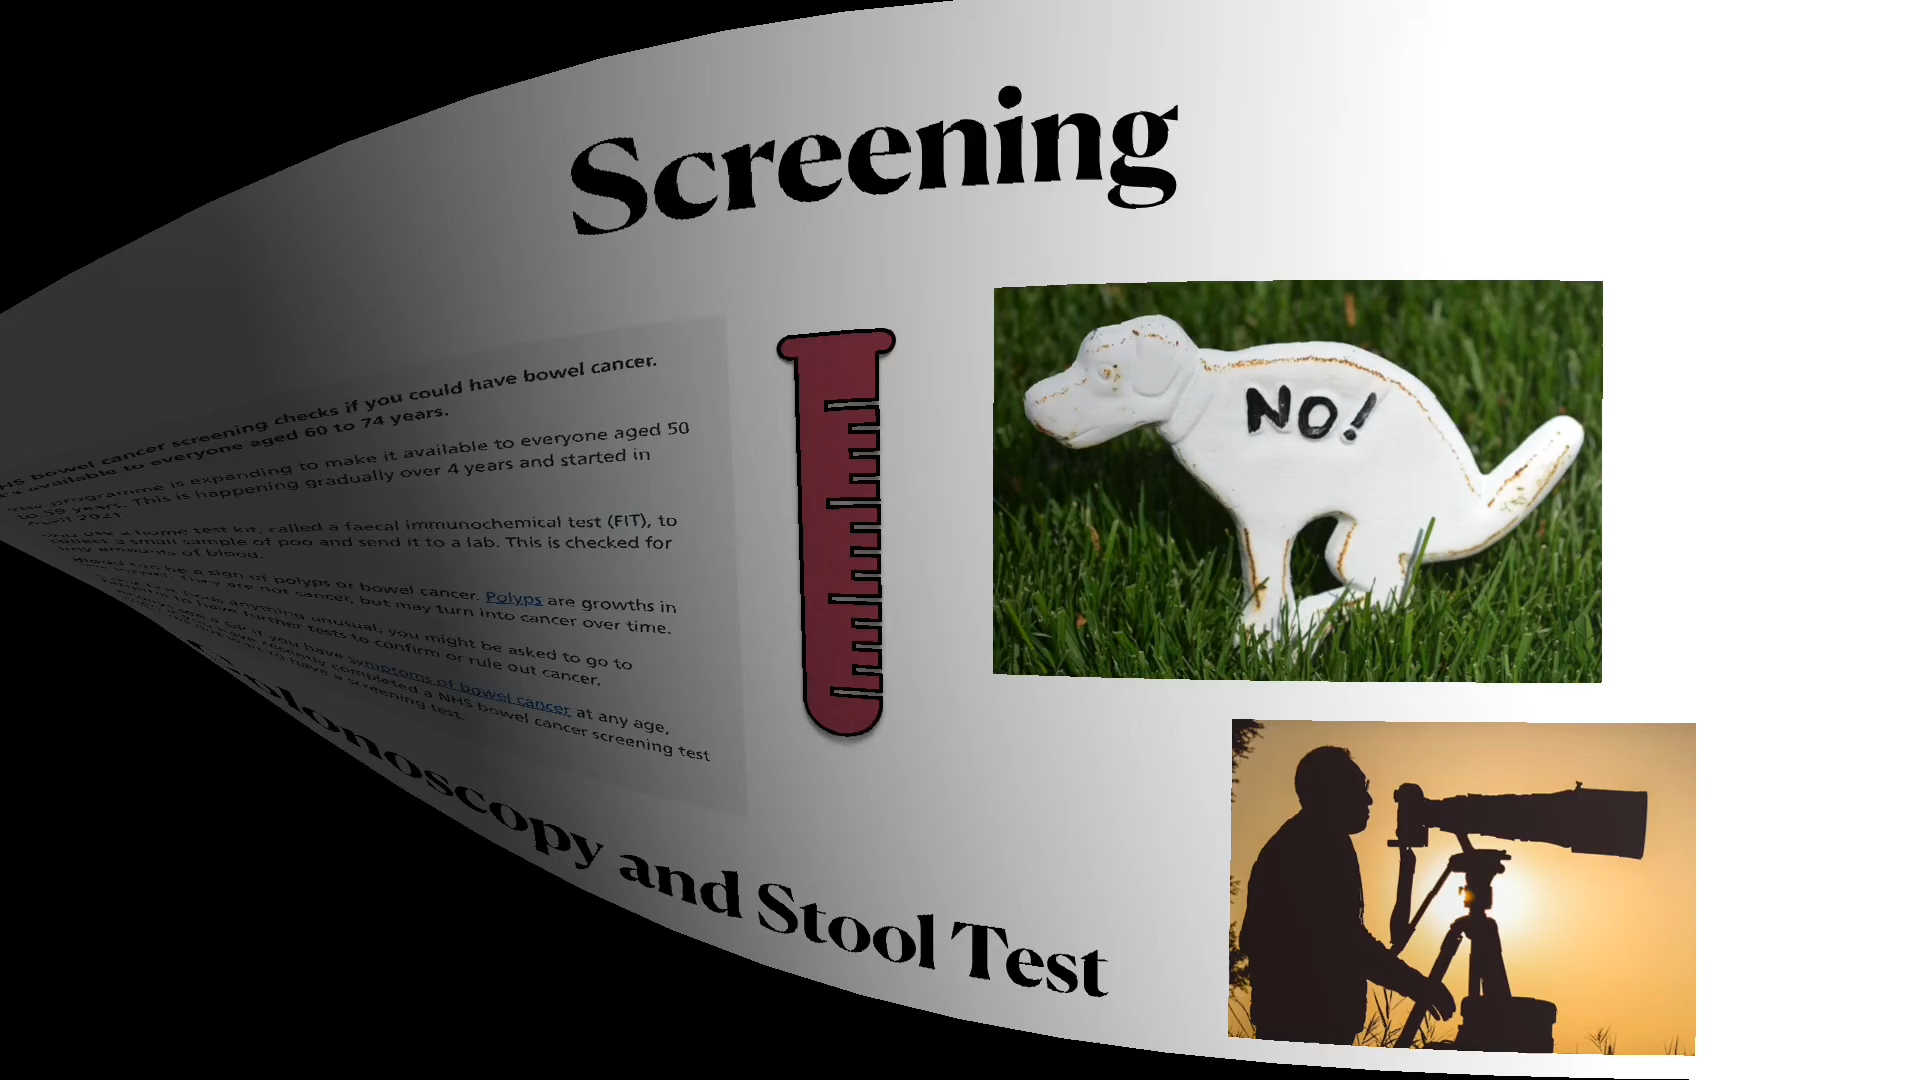 Screening
NHS bowel cancer screening checks if you could have bowel cancer.
It's available to everyone aged 60 to 74 years.
The programme is expanding to make it available to everyone aged 50
to 59 years. This is happening gradually over 4 years and started in
April 2021.
You use a home test kit, called a faecal immunochemical test (FIT), to
collect a small sample of poo and send it to a lab. This is checked for
tiny amounts of blood.
Blood can be a sign of polyps or bowel cancer. Polyps are growths in
They are not cancer, but may turn into cancer over time.
finds anything unusual, you might be asked to go to
to have further tests to confirm or rule out cancer.
see a GP if you have symptoms of bowel cancer at any age,
have recently completed a NHS bowel cancer screening test
to have a screening test.
NO!
Colonoscopy and Stool Test